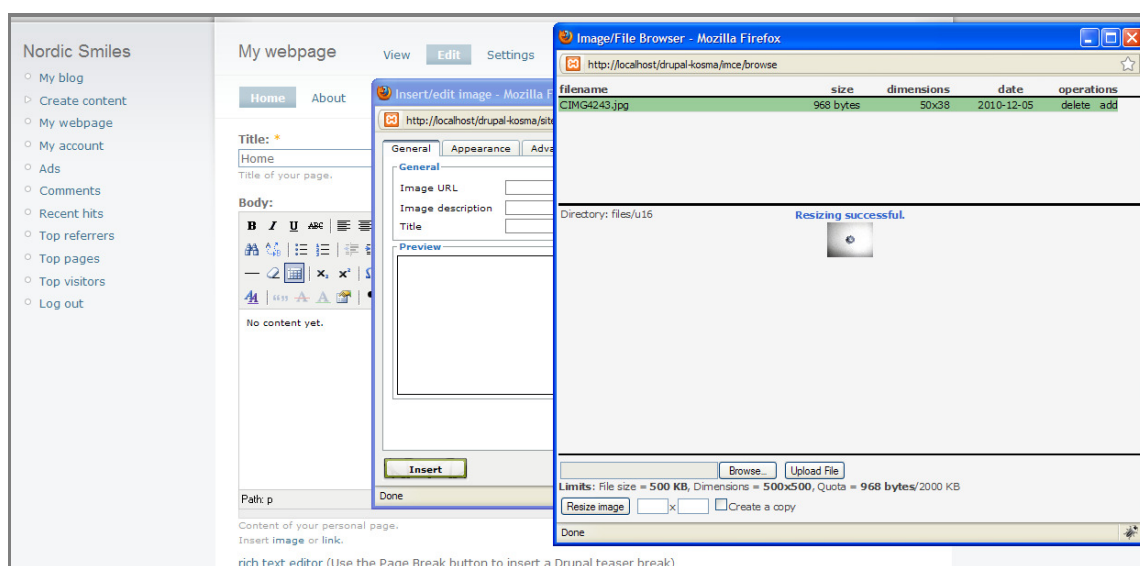 Nordic Smiles
My blog
Create content
My webpage
My account
Ads
Comments
Recent hits
Top referrers
Top pages
Top visitors
Log out
My webpage
View
Edit
Settings
Home
About
Title: *
Home
Title of your page.
Body:
B I U ABC
No content yet.
Path: p
Content of your personal page.
Insert image or link.
rich text editor (Use the Page Break button to insert a Drupal teaser break)
Insert/edit image - Mozilla F
http://localhost/drupal-kosma/site
General
Appearance
Adva
General
Image URL
Image description
Title
Preview
Insert
Done
Image/File Browser - Mozilla Firefox
http://localhost/drupal-kosma/imce/browse
filename size dimensions date operations
CIMG4243.jpg 968 bytes 50x38 2010-12-05 delete add
Directory: files/u16
Resizing successful.
Browse...
Upload File
Limits: File size = 500 KB, Dimensions = 500x500, Quota = 968 bytes/2000 KB
Resize image x Create a copy
Done